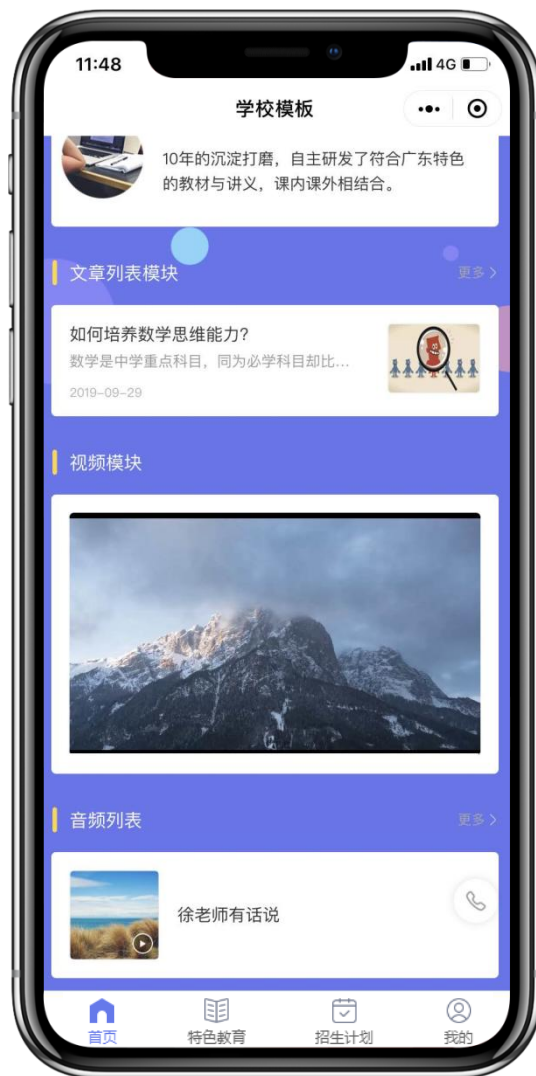 11:48
4G
学校模板
10年的沉淀打磨，自主研发了符合广东特色
的教材与讲义，课内课外相结合。
文章列表模块
更多
如何培养数学思维能力?
数学是中学重点科目，同为必学科目却比...
2019-09-29
视频模块
音频列表
更多
徐老师有话说
首页
特色教育
招生计划
我的